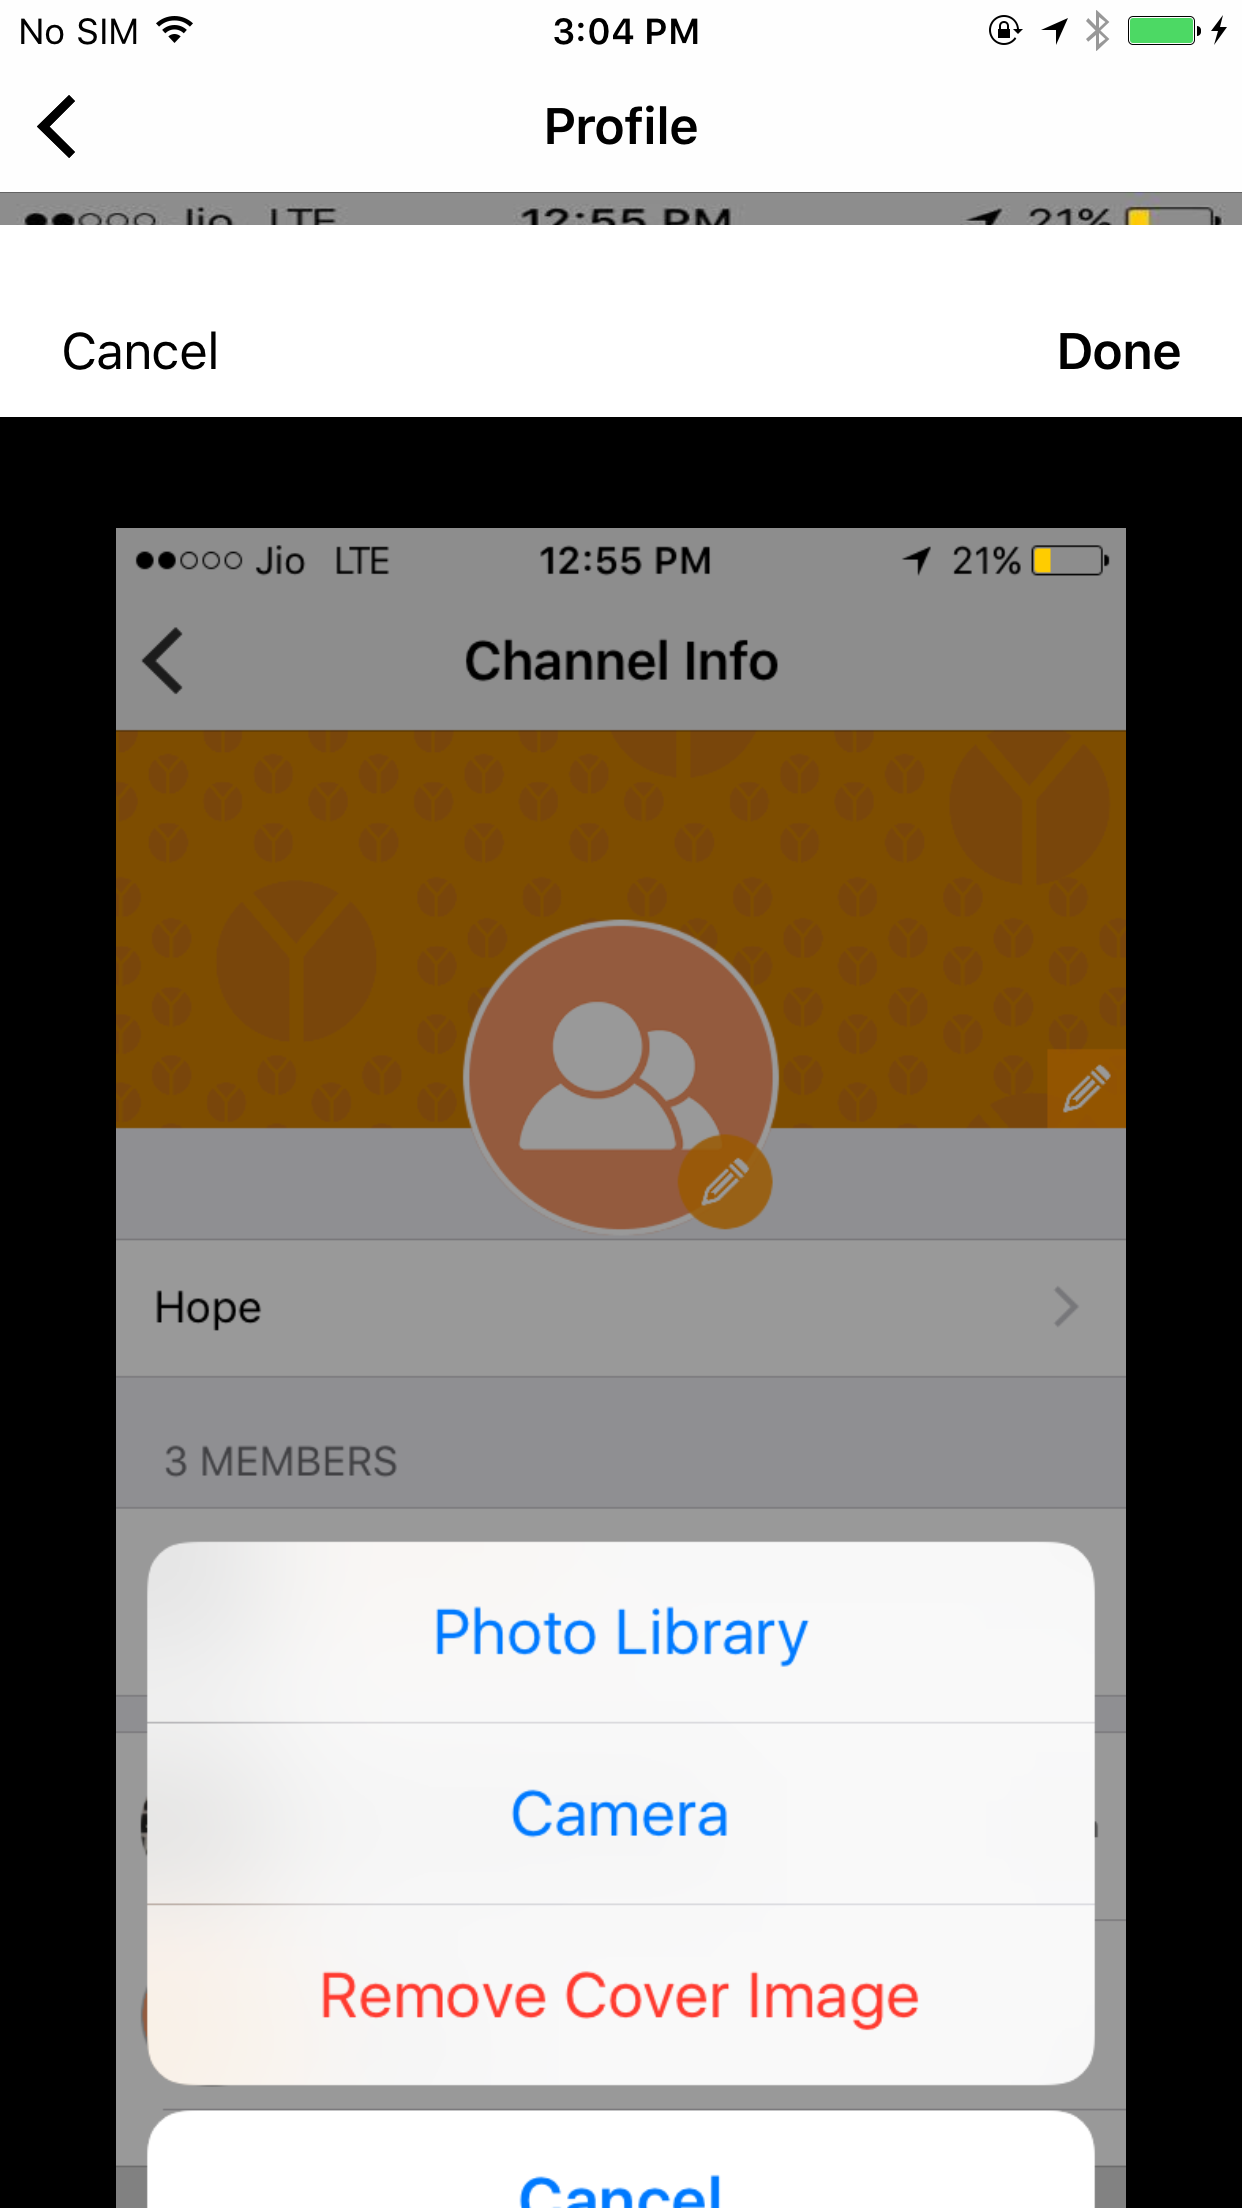 No SIM 3:04 PM
Profile
Jio LTE 12:55 PM 21%
Cancel Done
Jio LTE 12:55 PM 21%
Channel Info
Hope
3 MEMBERS
Photo Library
Camera
Remove Cover Image
Cancel